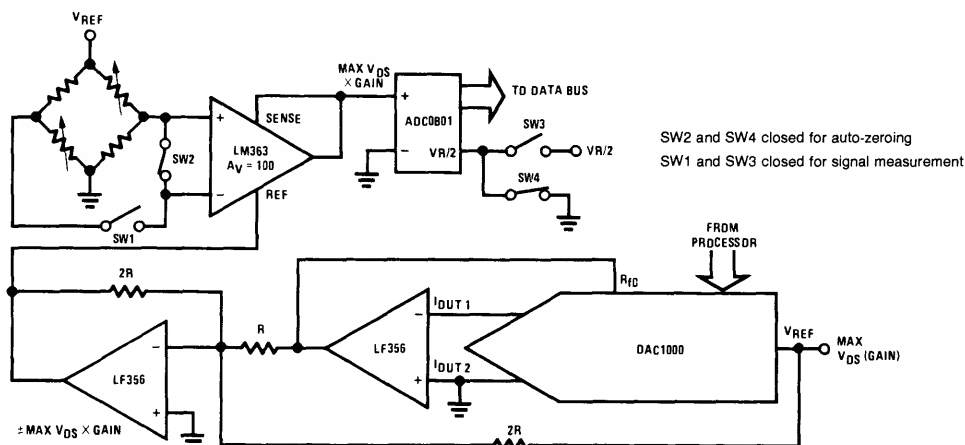 VREF
MAX VDS
× GAIN
TO DATA BUS
+
ADC0801
−
VR/2
SW3
VR/2
SW4
SW2 and SW4 closed for auto-zeroing
SW1 and SW3 closed for signal measurement
+
SENSE
LM363
AV = 100
−
REF
SW2
SW1
FROM
PROCESSOR
2R
R
Rfb
IOUT 1
−
LF356
IOUT 2
+
DAC1000
VREF
MAX
VDS (GAIN)
−
LF356
+
± MAX VDS × GAIN
2R